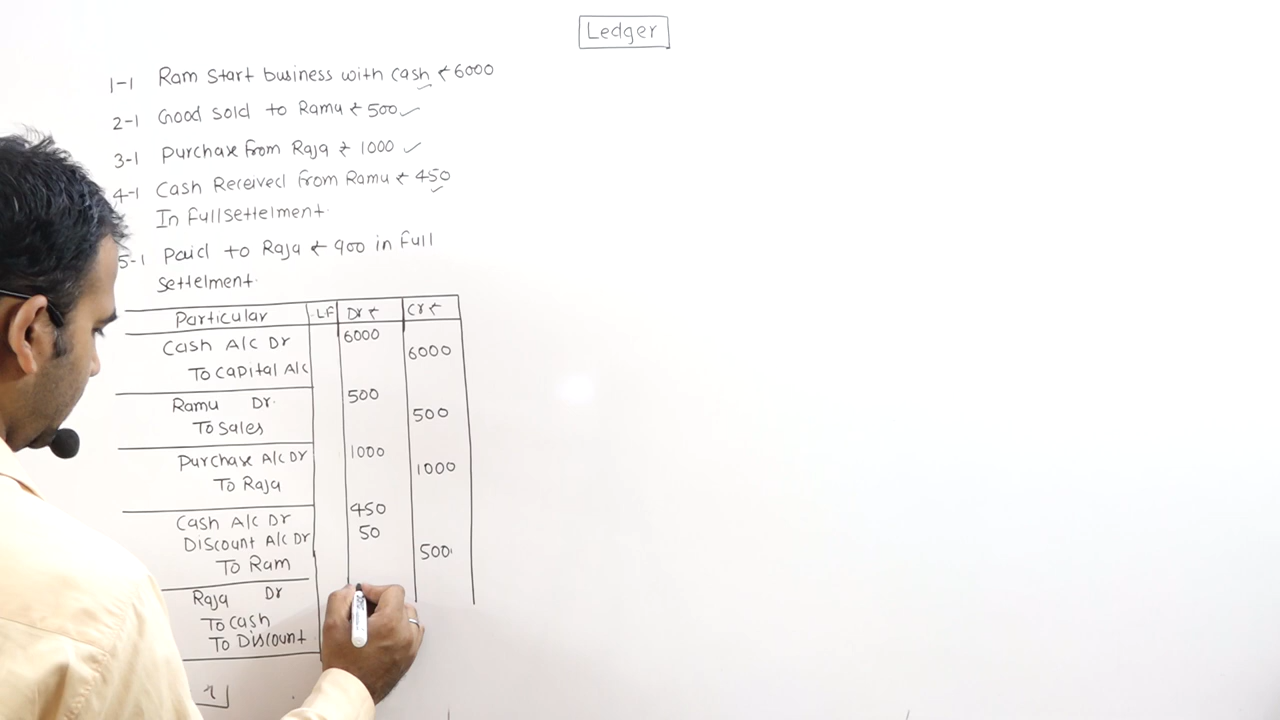 Ledger
1-1 Ram Start business with cash ₹ 6000
2-1 Good sold to Ramu ₹ 500 ✓
3-1 Purchase from Raja ₹ 1000 ✓
4-1 Cash Received from Ramu ₹ 450
In fullsettelment.
5-1 Paid to Raja ₹ 900 in full
settelment.
Particular LF Dr ₹ Cr ₹
Cash A/c Dr 6000
To Capital A/c 6000
Ramu Dr. 500
To Sales 500
Purchase A/c Dr 1000
To Raja 1000
Cash A/c Dr 450
Discount A/c Dr 50
To Ram 500
Raja Dr
To Cash
To Discount